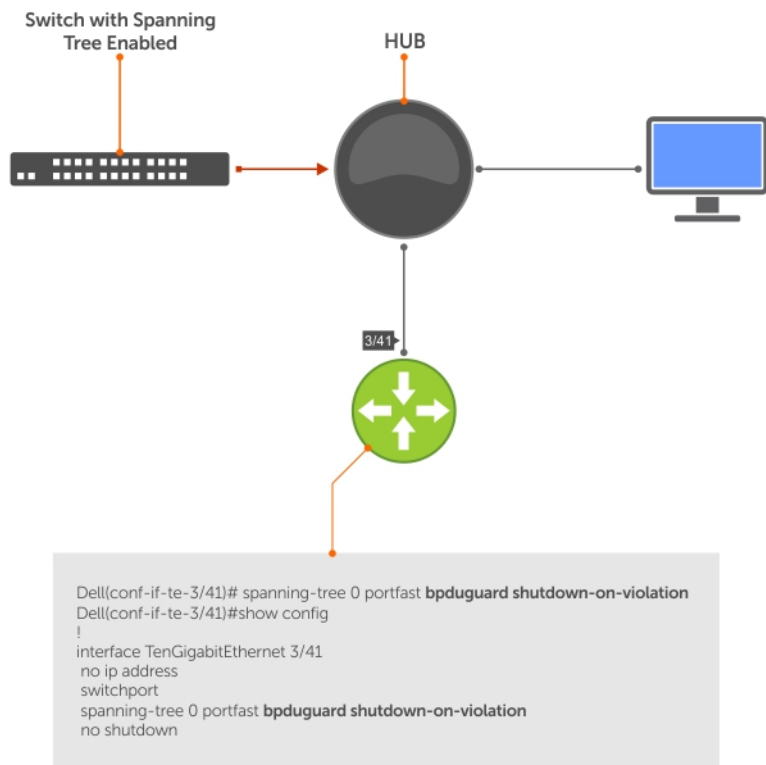 Switch with Spanning
Tree Enabled
HUB
3/41
Dell(conf-if-te-3/41)# spanning-tree 0 portfast bpduguard shutdown-on-violation
Dell(conf-if-te-3/41)#show config
!
interface TenGigabitEthernet 3/41
no ip address
switchport
spanning-tree 0 portfast bpduguard shutdown-on-violation
no shutdown